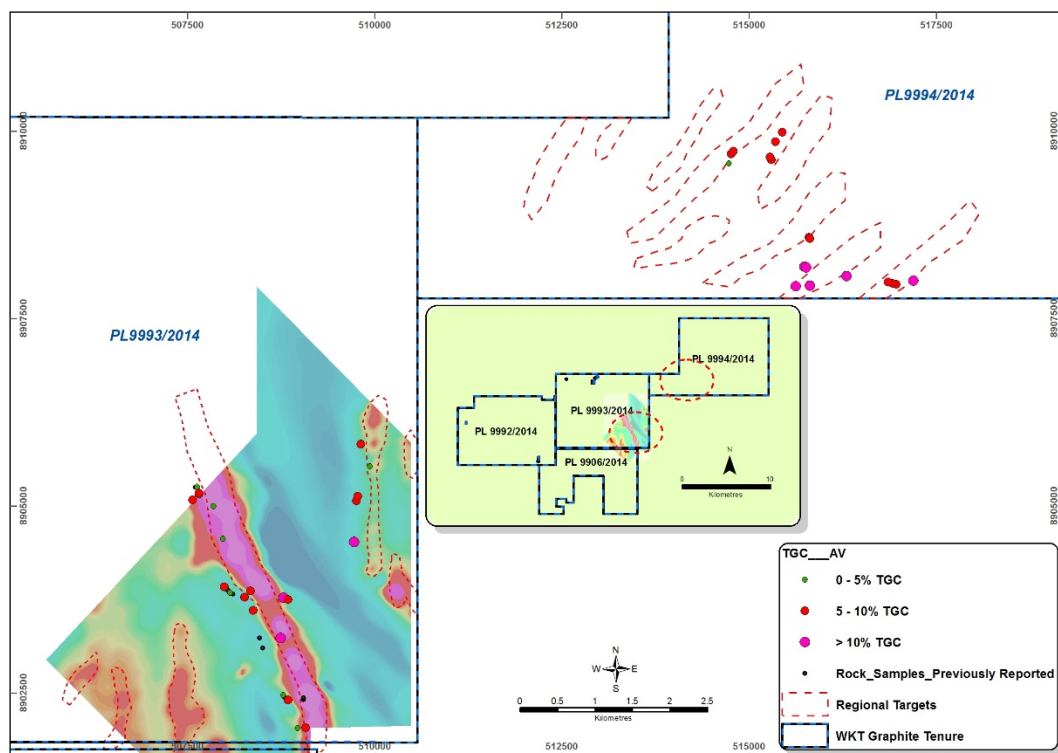 507500
510000
512500
515000
517500
PL9994/2014
8910000
8910000
PL9993/2014
8907500
8907500
PL 9994/2014
PL 9993/2014
PL 9992/2014
PL 9906/2014
N
0
10
Kilometres
8905000
8905000
TGC___AV
0 - 5% TGC
5 - 10% TGC
> 10% TGC
Rock_Samples_Previously Reported
Regional Targets
WKT Graphite Tenure
N
W
E
S
0
0.5
1
1.5
2
2.5
Kilometres
8902500
8902500
507500
510000
512500
515000